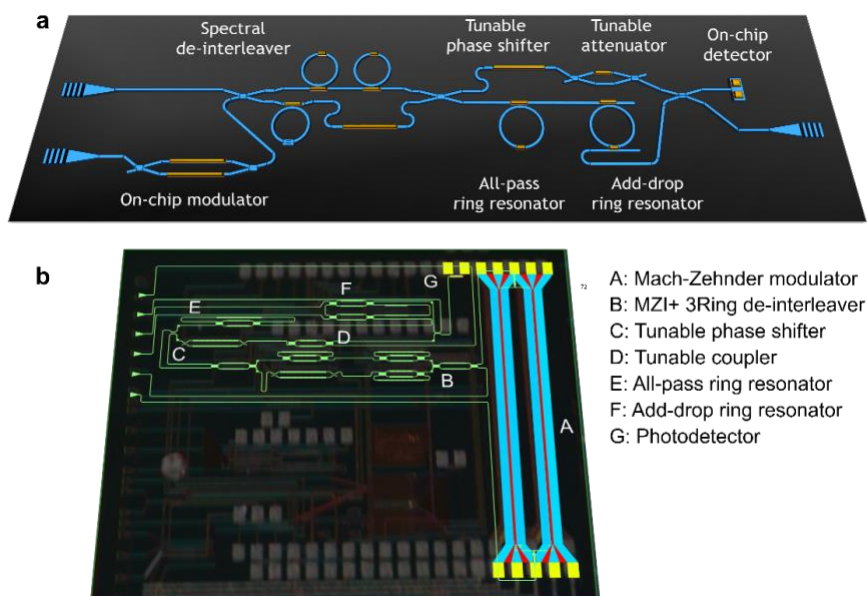 a
Spectral
de-interleaver
Tunable
phase shifter
Tunable
attenuator
On-chip
detector
On-chip modulator
All-pass
ring resonator
Add-drop
ring resonator
b
G
F
E
D
C
B
A
72
A: Mach-Zehnder modulator
B: MZI+ 3Ring de-interleaver
C: Tunable phase shifter
D: Tunable coupler
E: All-pass ring resonator
F: Add-drop ring resonator
G: Photodetector